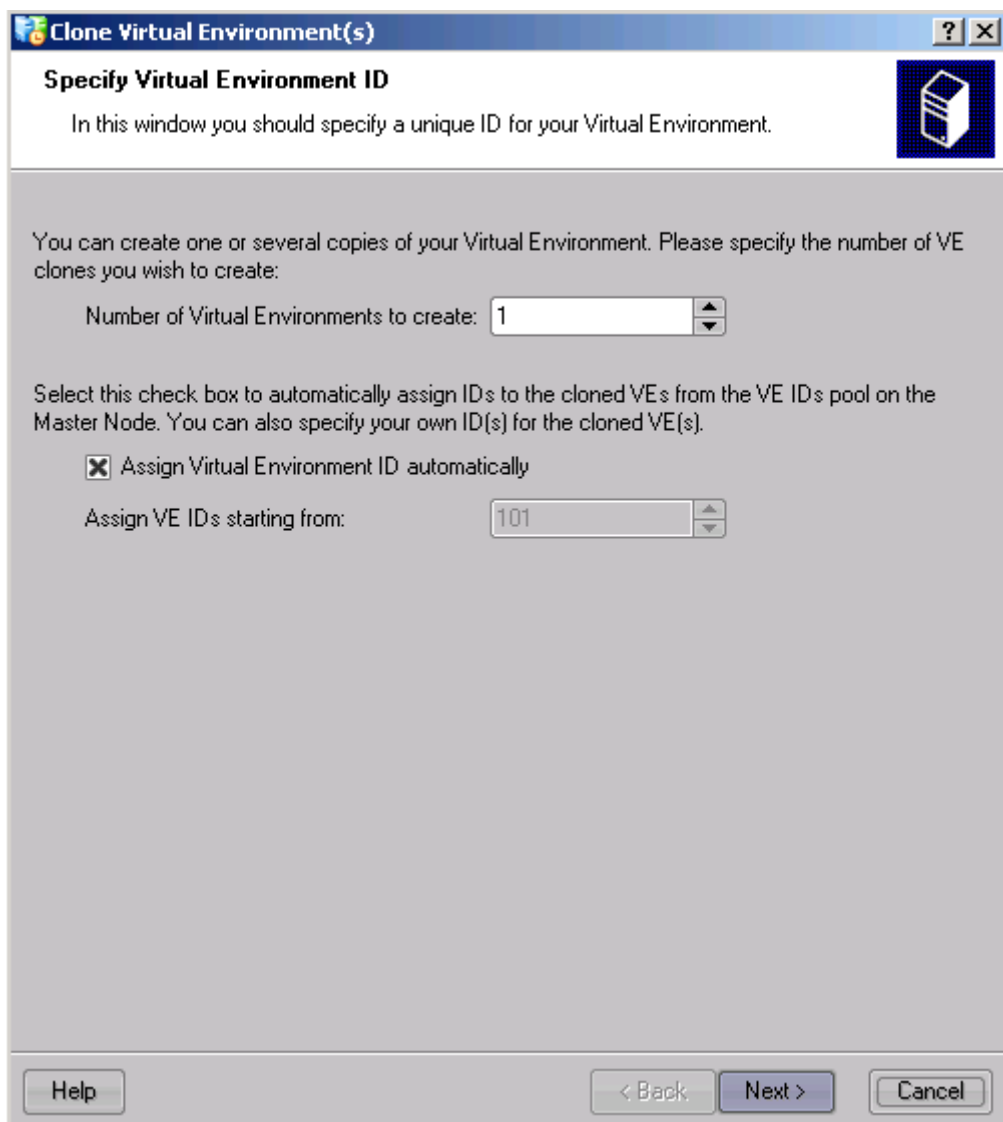 Clone Virtual Environment(s)
Specify Virtual Environment ID
In this window you should specify a unique ID for your Virtual Environment.
You can create one or several copies of your Virtual Environment. Please specify the number of VE
clones you wish to create:
Number of Virtual Environments to create: 1
Select this check box to automatically assign IDs to the cloned VEs from the VE IDs pool on the
Master Node. You can also specify your own ID(s) for the cloned VE(s).
Assign Virtual Environment ID automatically
Assign VE IDs starting from: 101
Help < Back Next > Cancel